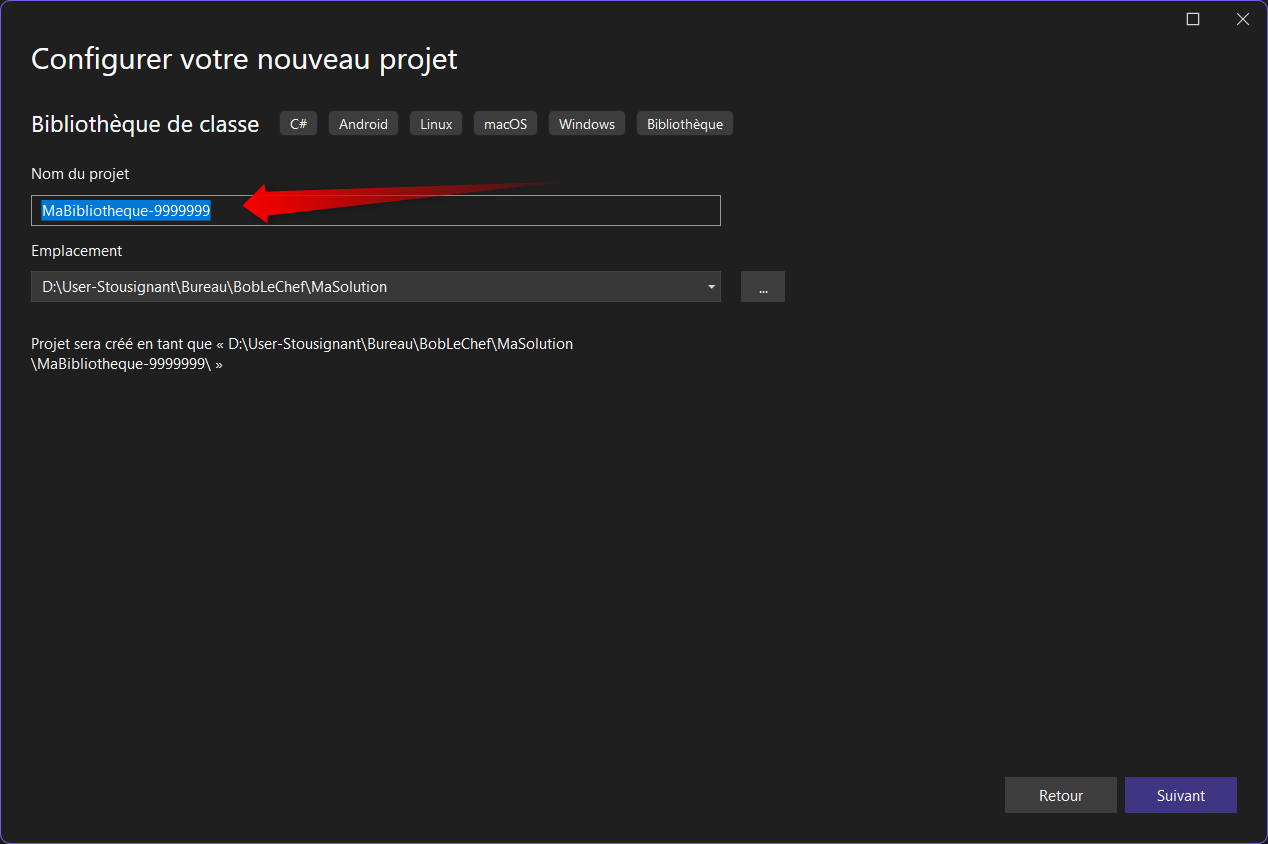 Configurer votre nouveau projet
Bibliothèque de classe C# Android Linux macOS Windows Bibliothèque
Nom du projet
MaBibliotheque-9999999
Emplacement
D:\User-Stousignant\Bureau\BobLeChef\MaSolution ...
Projet sera créé en tant que « D:\User-Stousignant\Bureau\BobLeChef\MaSolution
\MaBibliotheque-9999999\ »
Retour Suivant